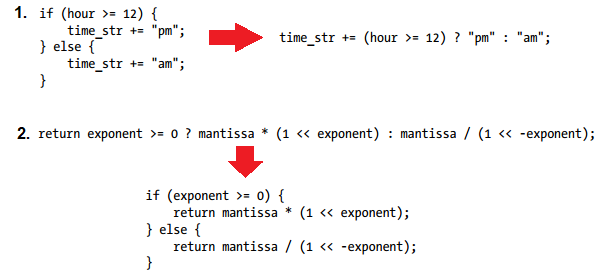 1. if (hour >= 12) {
time_str += "pm";
} else {
time_str += "am";
}
time_str += (hour >= 12) ? "pm" : "am";
2. return exponent >= 0 ? mantissa * (1 << exponent) : mantissa / (1 << -exponent);
if (exponent >= 0) {
return mantissa * (1 << exponent);
} else {
return mantissa / (1 << -exponent);
}